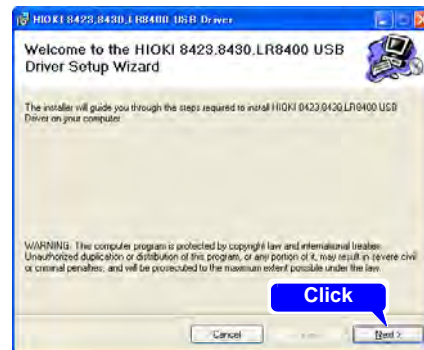 HIOKI 8423,8430,LR8400 USB Driver
Welcome to the HIOKI 8423,8430,LR8400 USB
Driver Setup Wizard
The installer will guide you through the steps required to install HIOKI 8423,8430,LR8400 USB
Driver on your computer.
WARNING: This computer program is protected by copyright law and international treaties.
Unauthorized duplication or distribution of this program, or any portion of it, may result in severe civil
or criminal penalties, and will be prosecuted to the maximum extent possible under the law.
Click
Cancel
Next >